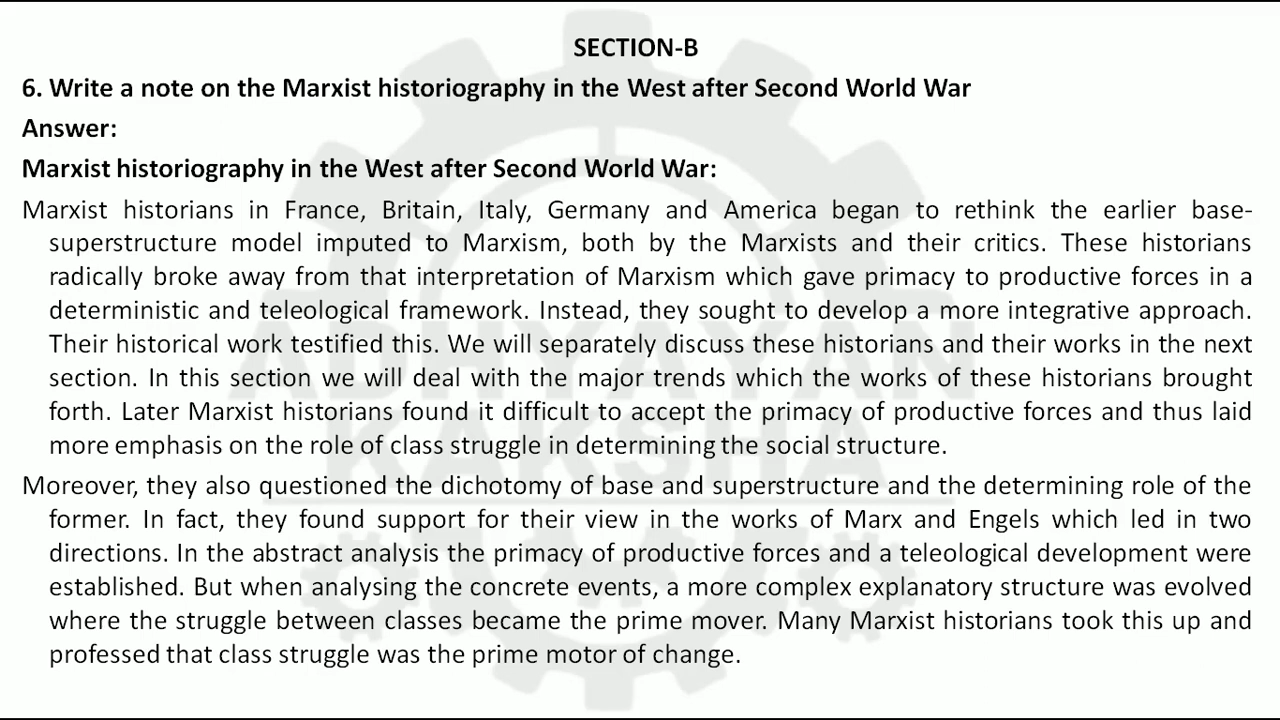 SECTION-B
6. Write a note on the Marxist historiography in the West after Second World War
Answer:
Marxist historiography in the West after Second World War:
Marxist historians in France, Britain, Italy, Germany and America began to rethink the earlier base-
superstructure model imputed to Marxism, both by the Marxists and their critics. These historians
radically broke away from that interpretation of Marxism which gave primacy to productive forces in a
deterministic and teleological framework. Instead, they sought to develop a more integrative approach.
Their historical work testified this. We will separately discuss these historians and their works in the next
section. In this section we will deal with the major trends which the works of these historians brought
forth. Later Marxist historians found it difficult to accept the primacy of productive forces and thus laid
more emphasis on the role of class struggle in determining the social structure.
Moreover, they also questioned the dichotomy of base and superstructure and the determining role of the
former. In fact, they found support for their view in the works of Marx and Engels which led in two
directions. In the abstract analysis the primacy of productive forces and a teleological development were
established. But when analysing the concrete events, a more complex explanatory structure was evolved
where the struggle between classes became the prime mover. Many Marxist historians took this up and
professed that class struggle was the prime motor of change.
ADHYAYAN
KAKSHA